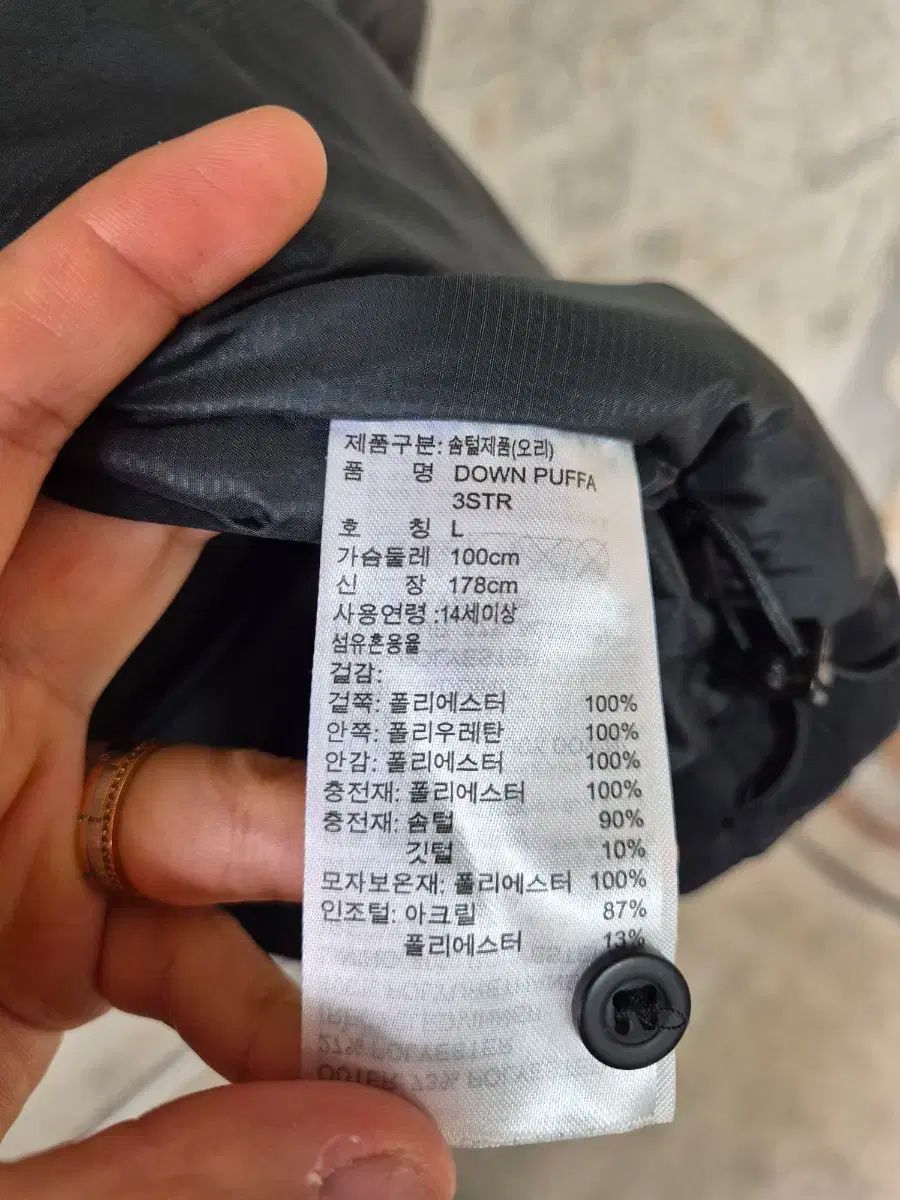 제품구분: 솜털제품(오리)
품 명 DOWN PUFFA
3STR
호 칭 L
가슴둘레 100cm
신 장 178cm
사용연령 :14세이상
섬유혼용율
겉감:
겉쪽: 폴리에스터 100%
안쪽: 폴리우레탄 100%
안감: 폴리에스터 100%
충전재: 폴리에스터 100%
충전재: 솜털 90%
깃털 10%
모자보온재: 폴리에스터 100%
인조털: 아크릴 87%
폴리에스터 13%
27% POLYESTER
OUTER 73%